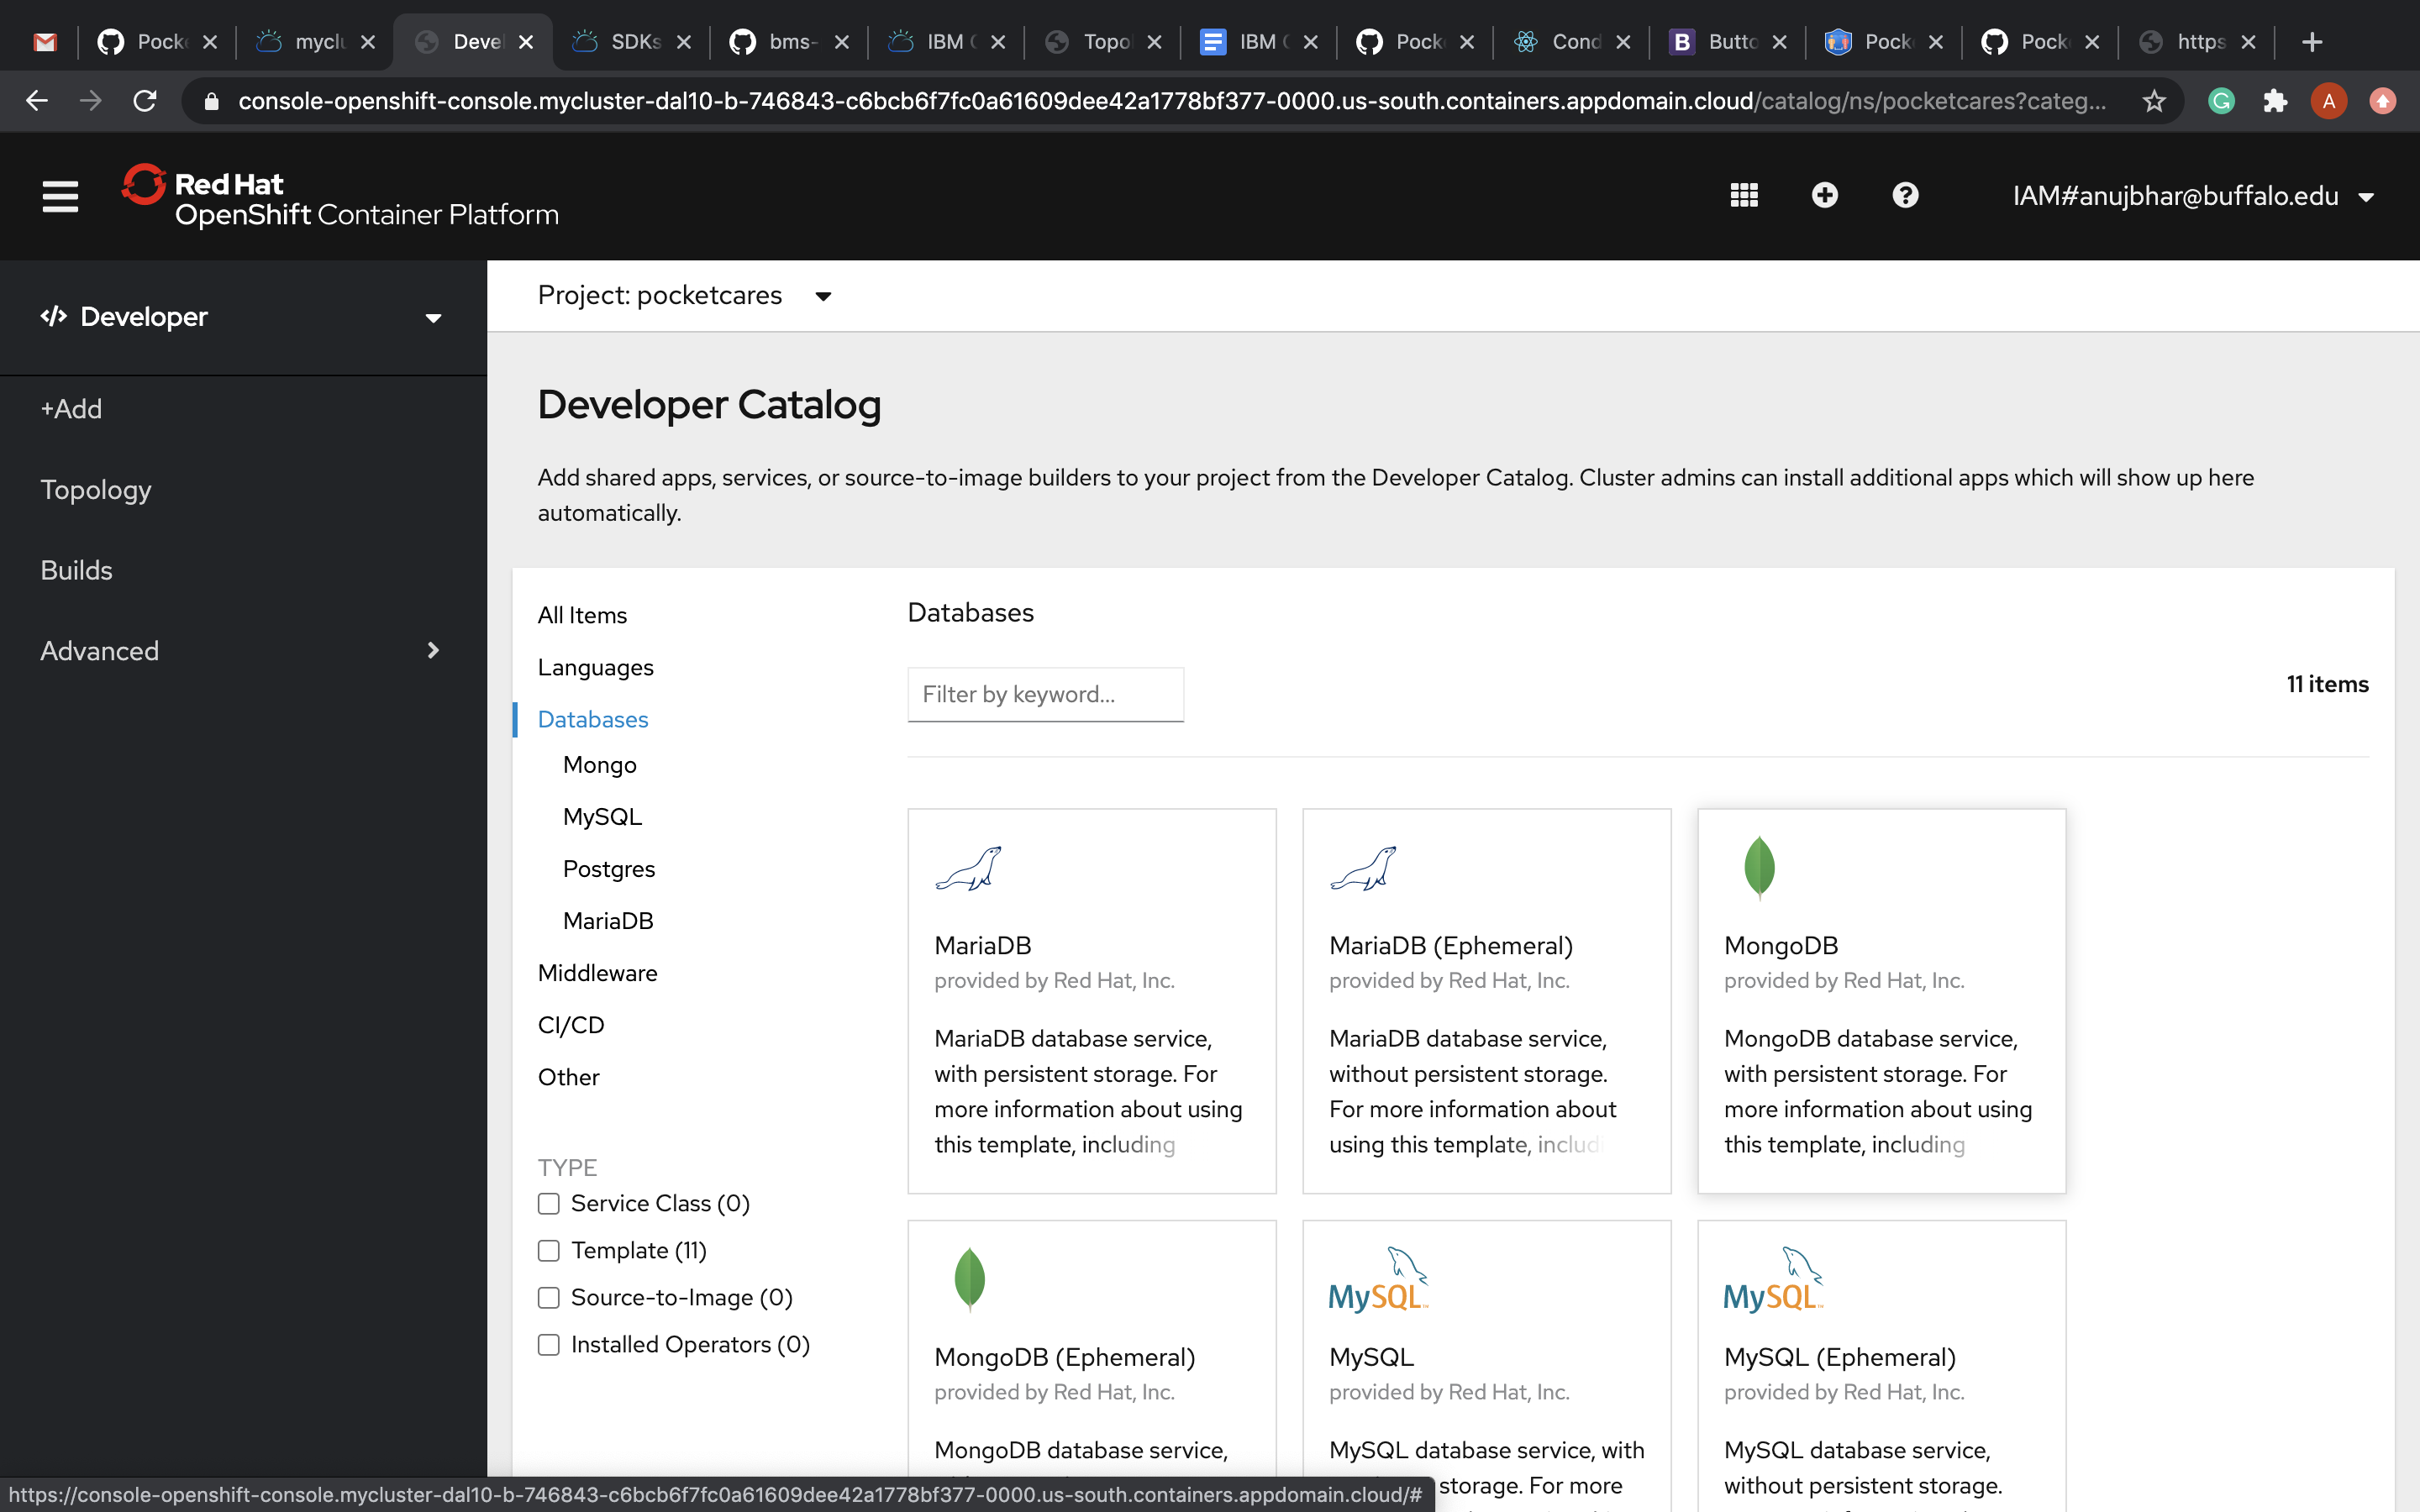 Pock
myclu
Devel
SDKs
bms-
IBM
Topo
IBM
Pock
Cond
Butto
Pock
Pock
https
console-openshift-console.mycluster-dal10-b-746843-c6bcb6f7fc0a61609dee42a1778bf377-0000.us-south.containers.appdomain.cloud/catalog/ns/pocketcares?categ...
A
Red Hat
OpenShift Container Platform
IAM#anujbhar@buffalo.edu
Developer
+Add
Topology
Builds
Advanced
Project: pocketcares
Developer Catalog
Add shared apps, services, or source-to-image builders to your project from the Developer Catalog. Cluster admins can install additional apps which will show up here
automatically.
All Items
Languages
Databases
Mongo
MySQL
Postgres
MariaDB
Middleware
CI/CD
Other
TYPE
Service Class (0)
Template (11)
Source-to-Image (0)
Installed Operators (0)
Databases
Filter by keyword...
11 items
MariaDB
provided by Red Hat, Inc.
MariaDB database service,
with persistent storage. For
more information about using
this template, including
MariaDB (Ephemeral)
provided by Red Hat, Inc.
MariaDB database service,
without persistent storage.
For more information about
using this template, includi
MongoDB
provided by Red Hat, Inc.
MongoDB database service,
with persistent storage. For
more information about using
this template, including
MongoDB (Ephemeral)
provided by Red Hat, Inc.
MongoDB database service,
MySQL
MySQL
provided by Red Hat, Inc.
MySQL database service, with
storage. For more
MySQL
MySQL (Ephemeral)
provided by Red Hat, Inc.
MySQL database service,
without persistent storage.
https://console-openshift-console.mycluster-dal10-b-746843-c6bcb6f7fc0a61609dee42a1778bf377-0000.us-south.containers.appdomain.cloud/#